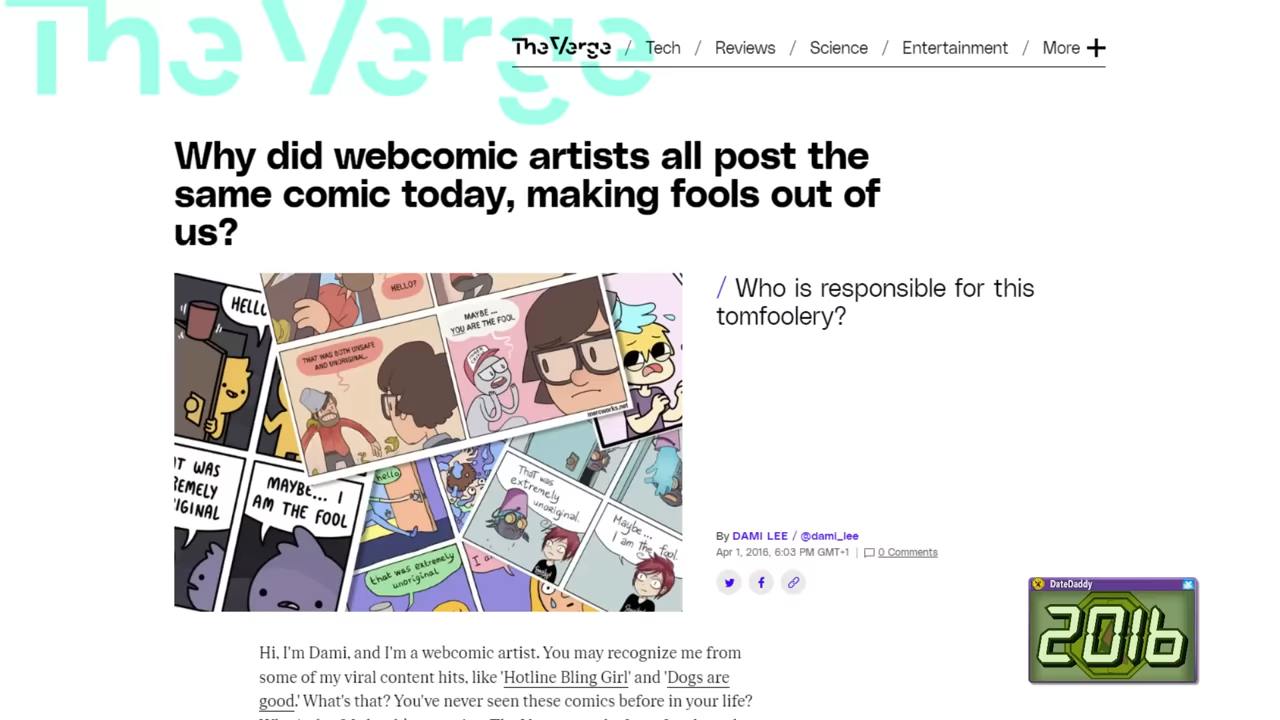 The Verge
The Verge / Tech / Reviews / Science / Entertainment / More +
Why did webcomic artists all post the
same comic today, making fools out of
us?
/ Who is responsible for this
tomfoolery?
HELLO?
MAYBE ...
YOU ARE THE FOOL
THAT WAS BOTH UNSAFE
AND UNORIGINAL...
mercworks.net
MAYBE... I
AM THE FOOL
hello
That was
extremely
unoriginal.
Maybe...
I am the fool.
that was extremely
unoriginal
By DAMI LEE / @dami_lee
Apr 1, 2016, 6:03 PM GMT+1 | 0 Comments
DateDaddy
2016
Hi, I'm Dami, and I'm a webcomic artist. You may recognize me from
some of my viral content hits, like 'Hotline Bling Girl' and 'Dogs are
good.' What's that? You've never seen these comics before in your life?